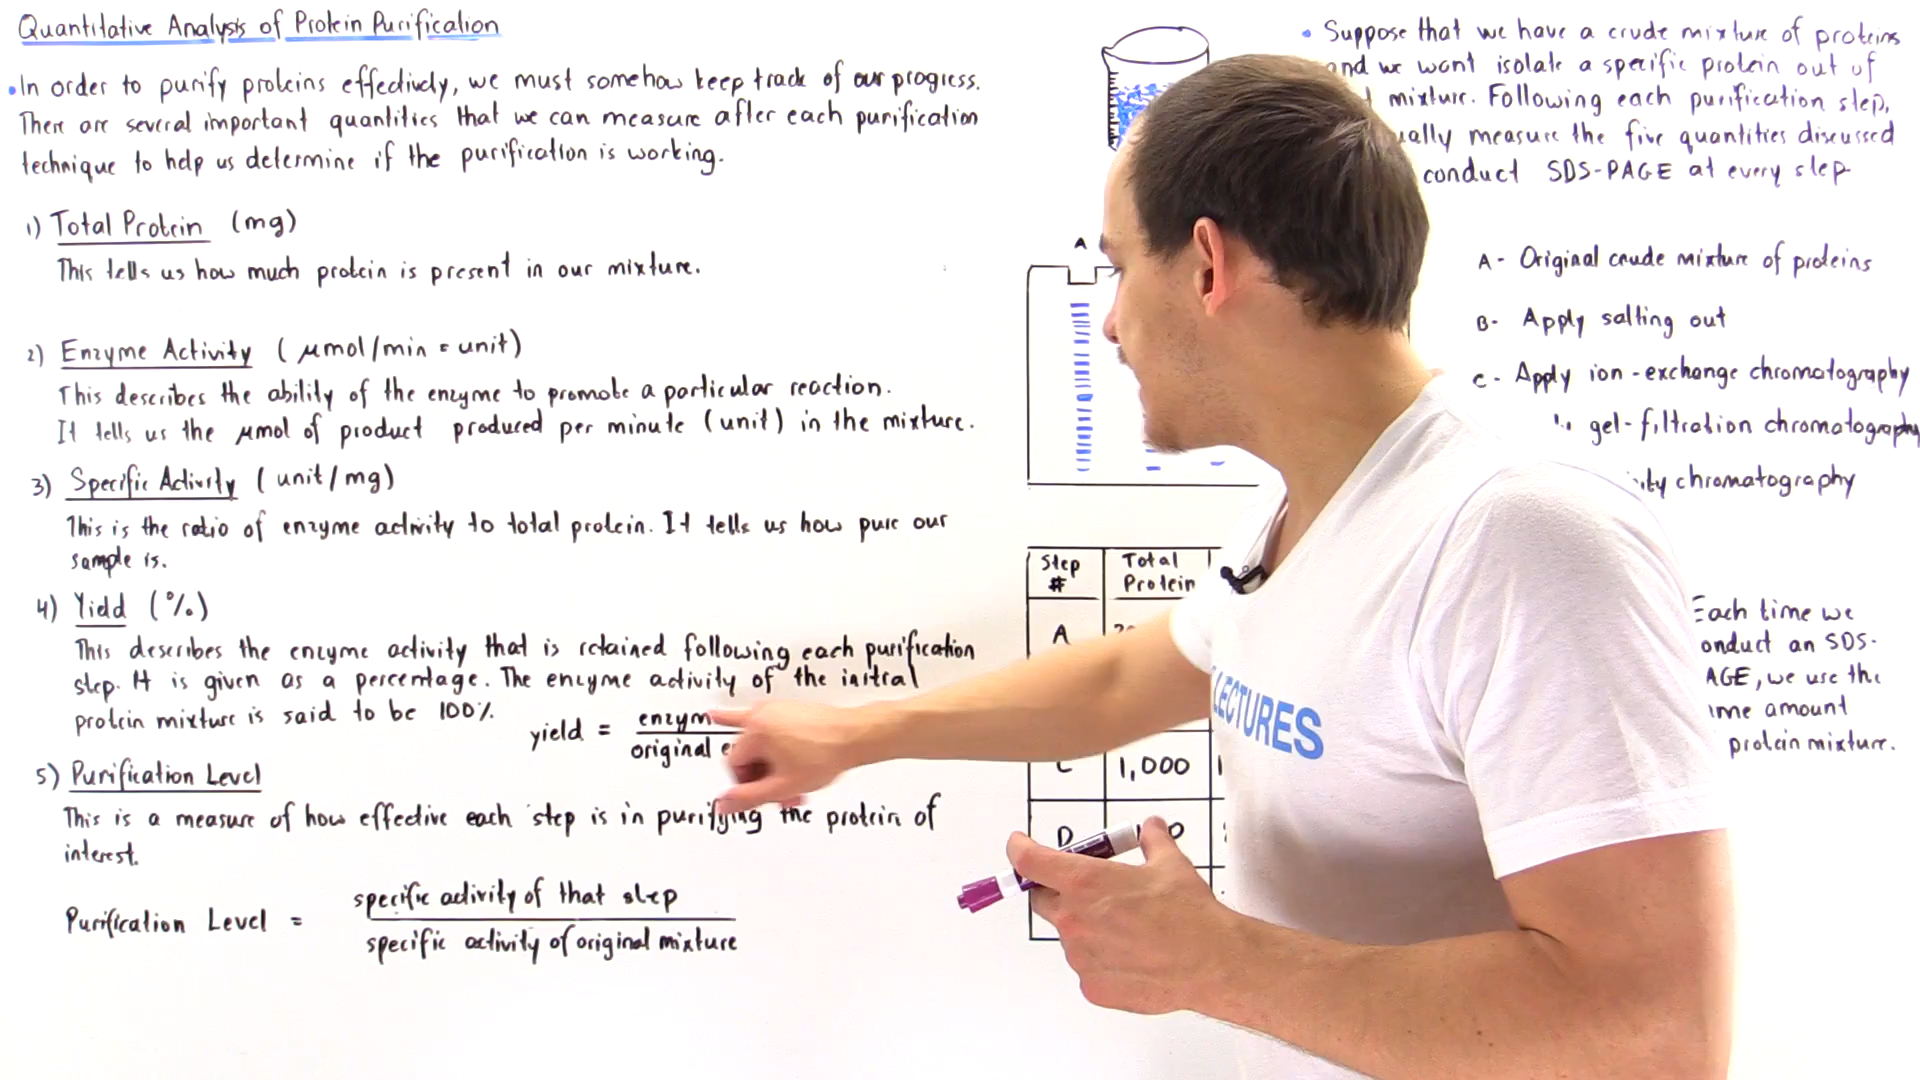 Quantitative Analysis of Protein Purification
• In order to purify proteins effectively, we must somehow keep track of our progress.
There are several important quantities that we can measure after each purification
technique to help us determine if the purification is working.
1) Total Protein (mg)
This tells us how much protein is present in our mixture.
2) Enzyme Activity (μmol/min = unit)
This describes the ability of the enzyme to promote a particular reaction.
It tells us the μmol of product produced per minute (unit) in the mixture.
3) Specific Activity (unit/mg)
This is the ratio of enzyme activity to total protein. It tells us how pure our
sample is.
4) Yield (%)
This describes the enzyme activity that is retained following each purification
step. It is given as a percentage. The enzyme activity of the initial
protein mixture is said to be 100%.
yield = enzym
original e
5) Purification Level
This is a measure of how effective each step is in purifying the protein of
interest.
Purification Level = specific activity of that step
specific activity of original mixture
• Suppose that we have a crude mixture of proteins
and we want isolate a specific protein out of
mixture. Following each purification step,
ually measure the five quantities discussed
conduct SDS-PAGE at every step
A
A - Original crude mixture of proteins
B - Apply salting out
C - Apply ion-exchange chromatography
" gel-filtration chromatography
ity chromatography
Step # Total Protein
A
C 1,000
D
Each time we
onduct an SDS-
AGE, we use the
ame amount
protein mixture.
LECTURES